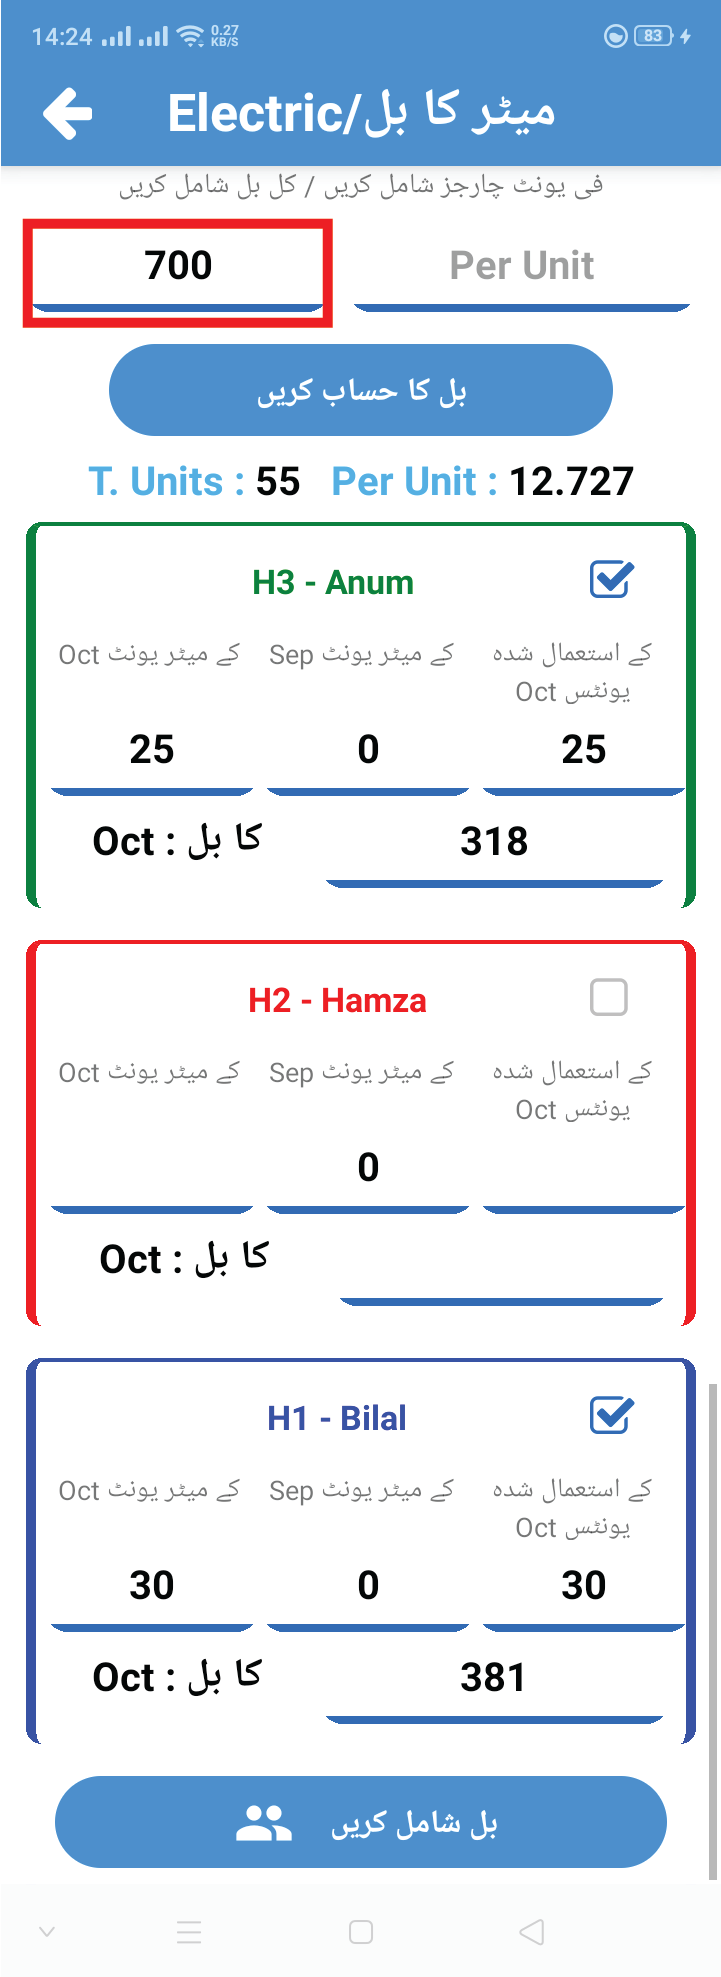 14:24 0.27 KB/S 83
Electric/میٹر کا بل
فی یونٹ چارجز شامل کریں / کل بل شامل کریں
700 Per Unit
بل کا حساب کریں
T. Units : 55 Per Unit : 12.727
H3 - Anum
Oct کے میٹر یونٹ Sep کے میٹر یونٹ کے استعمال شدہ
یونٹس Oct
25 0 25
Oct : کا بل 318
H2 - Hamza
Oct کے میٹر یونٹ Sep کے میٹر یونٹ کے استعمال شدہ
یونٹس Oct
0
Oct : کا بل
H1 - Bilal
Oct کے میٹر یونٹ Sep کے میٹر یونٹ کے استعمال شدہ
یونٹس Oct
30 0 30
Oct : کا بل 381
بل شامل کریں